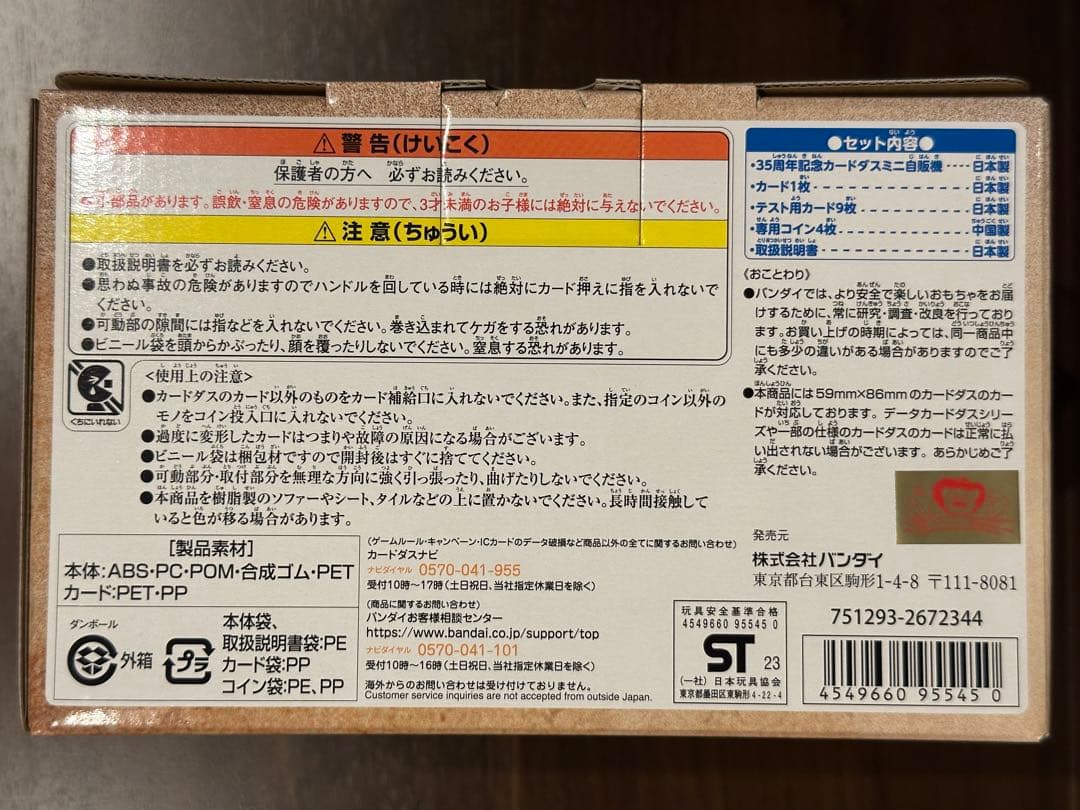 ⚠警告(けいこく)
保護者の方へ 必ずお読みください。
●小部品があります。誤飲・窒息の危険がありますので、3才未満のお子様には絶対に与えないでください。
⚠注意(ちゅうい)
●取扱説明書を必ずお読みください。
●思わぬ事故の危険がありますのでハンドルを回している時には絶対にカード押えに指を入れないで
ください。
●可動部の隙間には指などを入れないでください。巻き込まれてケガをする恐れがあります。
●ビニール袋を頭からかぶったり、顔を覆ったりしないでください。窒息する恐れがあります。
くちにいれない
<使用上の注意>
●カードダスのカード以外のものをカード補給口に入れないでください。また、指定のコイン以外の
モノをコイン投入口に入れないでください。
●過度に変形したカードはつまりや故障の原因になる場合がございます。
●ビニール袋は梱包材ですので開封後はすぐに捨ててください。
●可動部分・取付部分を無理な方向に強く引っ張ったり、曲げたりしないでください。
●本商品を樹脂製のソファーやシート、タイルなどの上に置かないでください。長時間接触して
いると色が移る場合があります。
[製品素材]
本体:ABS・PC・POM・合成ゴム・PET
カード:PET・PP
ダンボール
外箱
プラ
本体袋、
取扱説明書袋:PE
カード袋:PP
コイン袋:PE、PP
(ゲームルール・キャンペーン・ICカードのデータ破損など商品以外の全てに関するお問い合わせ)
カードダスナビ
ナビダイヤル 0570-041-955
受付10時〜17時(土日祝日、当社指定休業日を除く)
(商品に関するお問い合わせ)
バンダイお客様相談センター
https://www.bandai.co.jp/support/top
ナビダイヤル 0570-041-101
受付10時〜16時(土日祝日、当社指定休業日を除く)
海外からのお問い合わせは受け付けておりません。
Customer service inquiries are not accepted from outside Japan.
●セット内容●
・35周年記念カードダスミニ自販機----日本製
・カード1枚----日本製
・テスト用カード9枚----日本製
・専用コイン4枚----中国製
・取扱説明書----日本製
《おことわり》
●バンダイでは、より安全で楽しいおもちゃをお届
けするために、常に研究・調査・改良を行っており
ます。お買い上げの時期によっては、同一商品中
にも多少の違いがある場合がありますのでご了
承ください。
●本商品には59mm×86mmのカードダスのカー
ドが対応しております。データカードダスシリー
ズや一部の仕様のカードダスのカードは正常に払
い出されない場合がございます。あらかじめご了
承ください。
発売元
株式会社バンダイ
東京都台東区駒形1-4-8 〒111-8081
玩具安全基準合格
4549660 95545 0
ST 23
(一社)日本玩具協会
東京都墨田区東駒形4-22-4
751293-2672344
4549660 955450